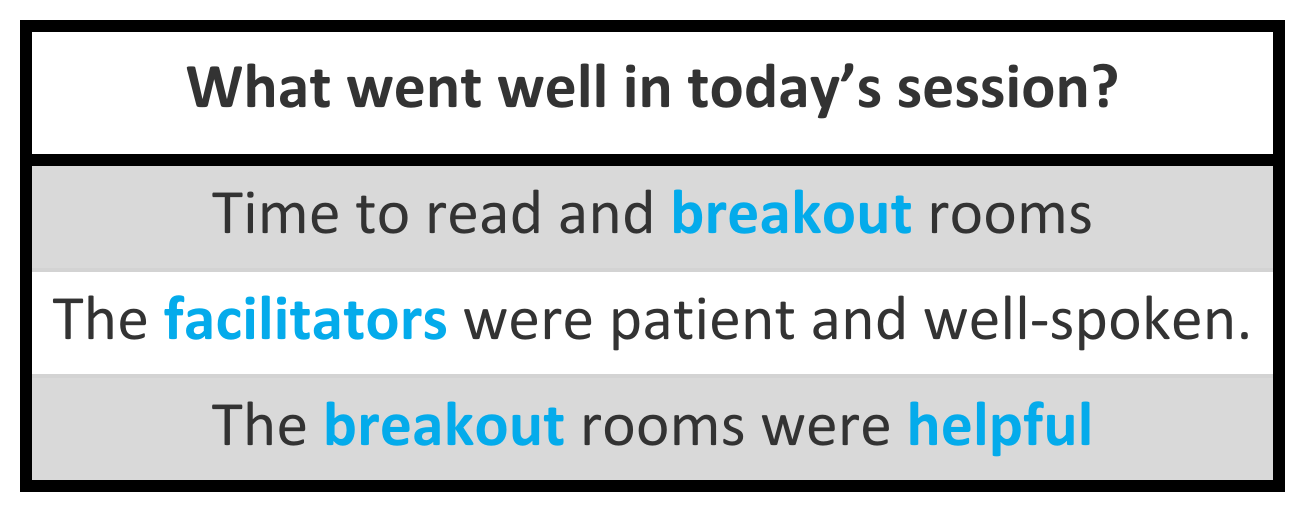 What went well in today’s session?
Time to read and breakout rooms
The facilitators were patient and well-spoken.
The breakout rooms were helpful